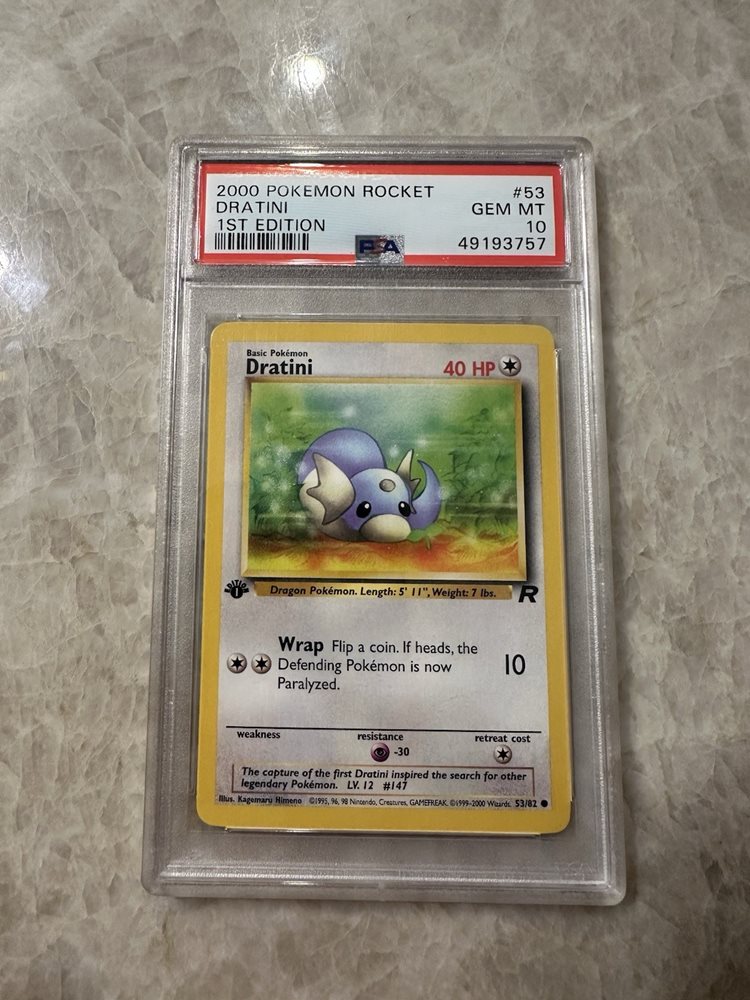 2000 POKEMON ROCKET #53
DRATINI GEM MT
1ST EDITION 10
PSA 49193757
Basic Pokémon
Dratini 40 HP
EDITION
1
Dragon Pokémon. Length: 5' 11", Weight: 7 lbs.
R
Wrap Flip a coin. If heads, the
Defending Pokémon is now
Paralyzed.
10
weakness resistance retreat cost
-30
The capture of the first Dratini inspired the search for other
legendary Pokémon. LV. 12 #147
Illus. Kagemaru Himeno ©1995, 96, 98 Nintendo, Creatures, GAMEFREAK. ©1999-2000 Wizards. 53/82